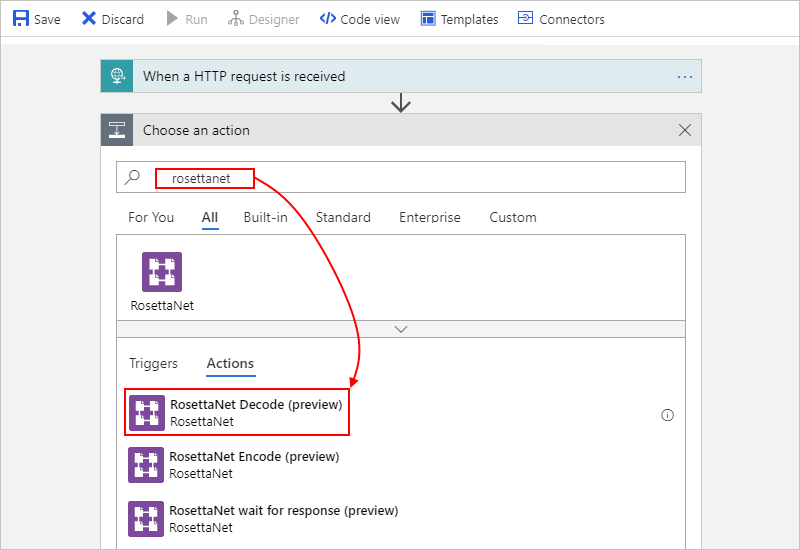 Save Discard Run Designer Code view Templates Connectors
When a HTTP request is received
Choose an action
rosettanet
For You All Built-in Standard Enterprise Custom
RosettaNet
Triggers Actions
RosettaNet Decode (preview)
RosettaNet
RosettaNet Encode (preview)
RosettaNet
RosettaNet wait for response (preview)
RosettaNet